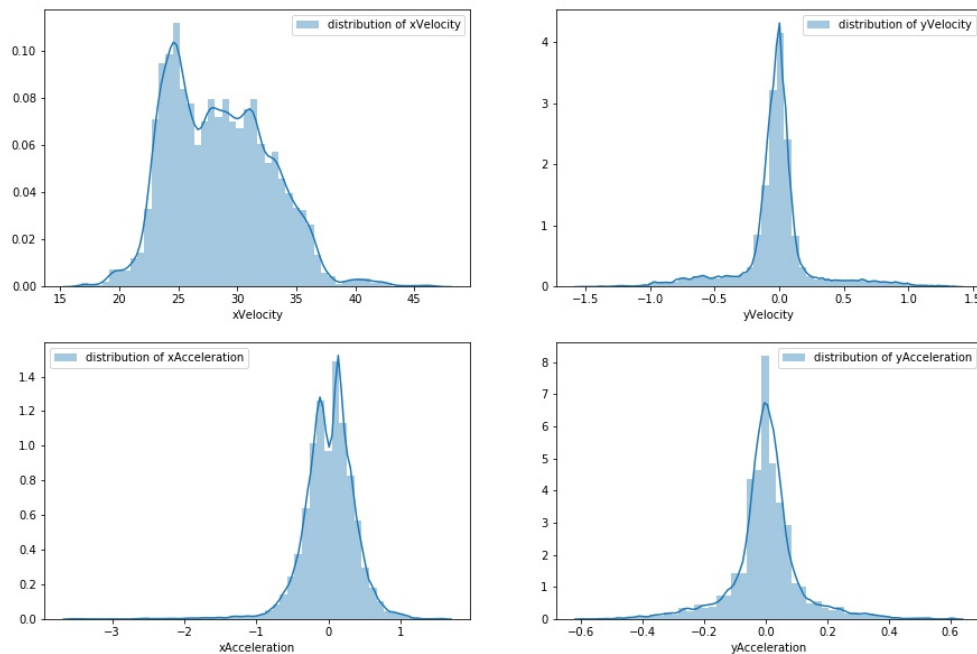 distribution of xVelocity
0.10
0.08
0.06
0.04
0.02
0.00
15 20 25 30 35 40 45
xVelocity
distribution of yVelocity
4
3
2
1
0
−1.5 −1.0 −0.5 0.0 0.5 1.0 1.5
yVelocity
distribution of xAcceleration
1.4
1.2
1.0
0.8
0.6
0.4
0.2
0.0
−3 −2 −1 0 1
xAcceleration
distribution of yAcceleration
8
7
6
5
4
3
2
1
0
−0.6 −0.4 −0.2 0.0 0.2 0.4 0.6
yAcceleration